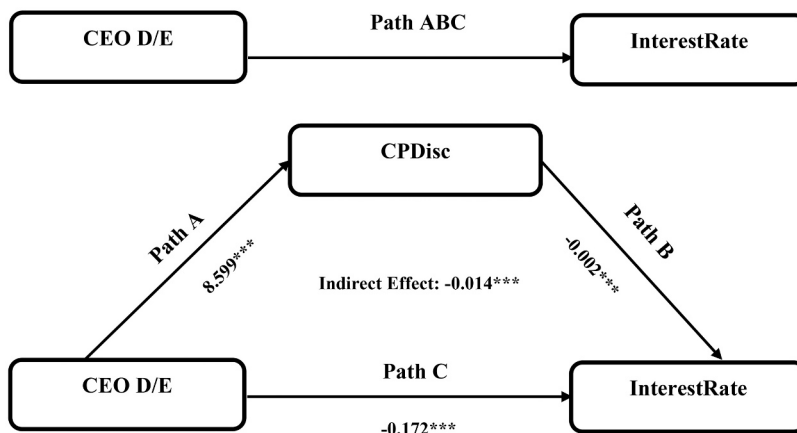 CEO D/E
Path ABC
InterestRate
CPDisc
Path A
8.599***
Path B
-0.002***
Indirect Effect: -0.014***
CEO D/E
Path C
InterestRate
-0.172***